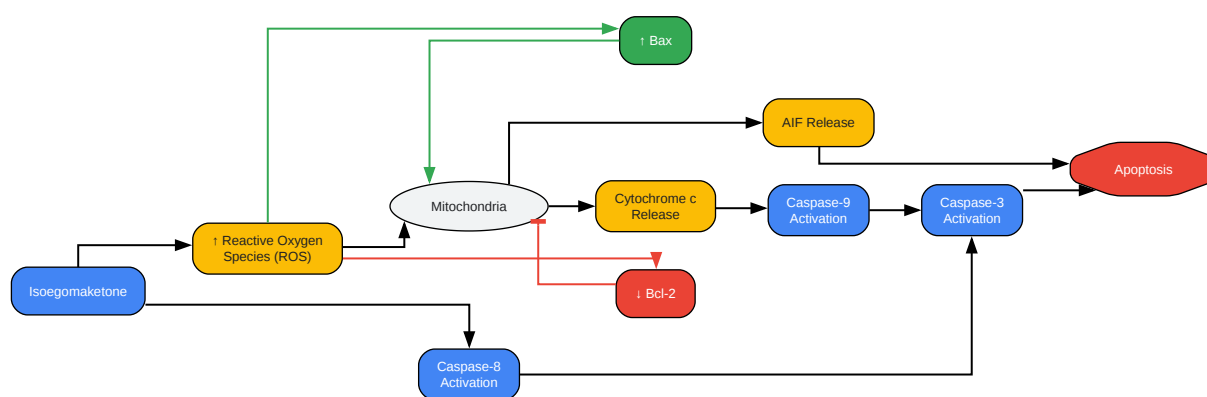 ↑ Bax
AIF Release
Apoptosis
Mitochondria
Cytochrome c
Release
Caspase-9
Activation
Caspase-3
Activation
↑ Reactive Oxygen
Species (ROS)
Isoegomaketone
↓ Bcl-2
Caspase-8
Activation